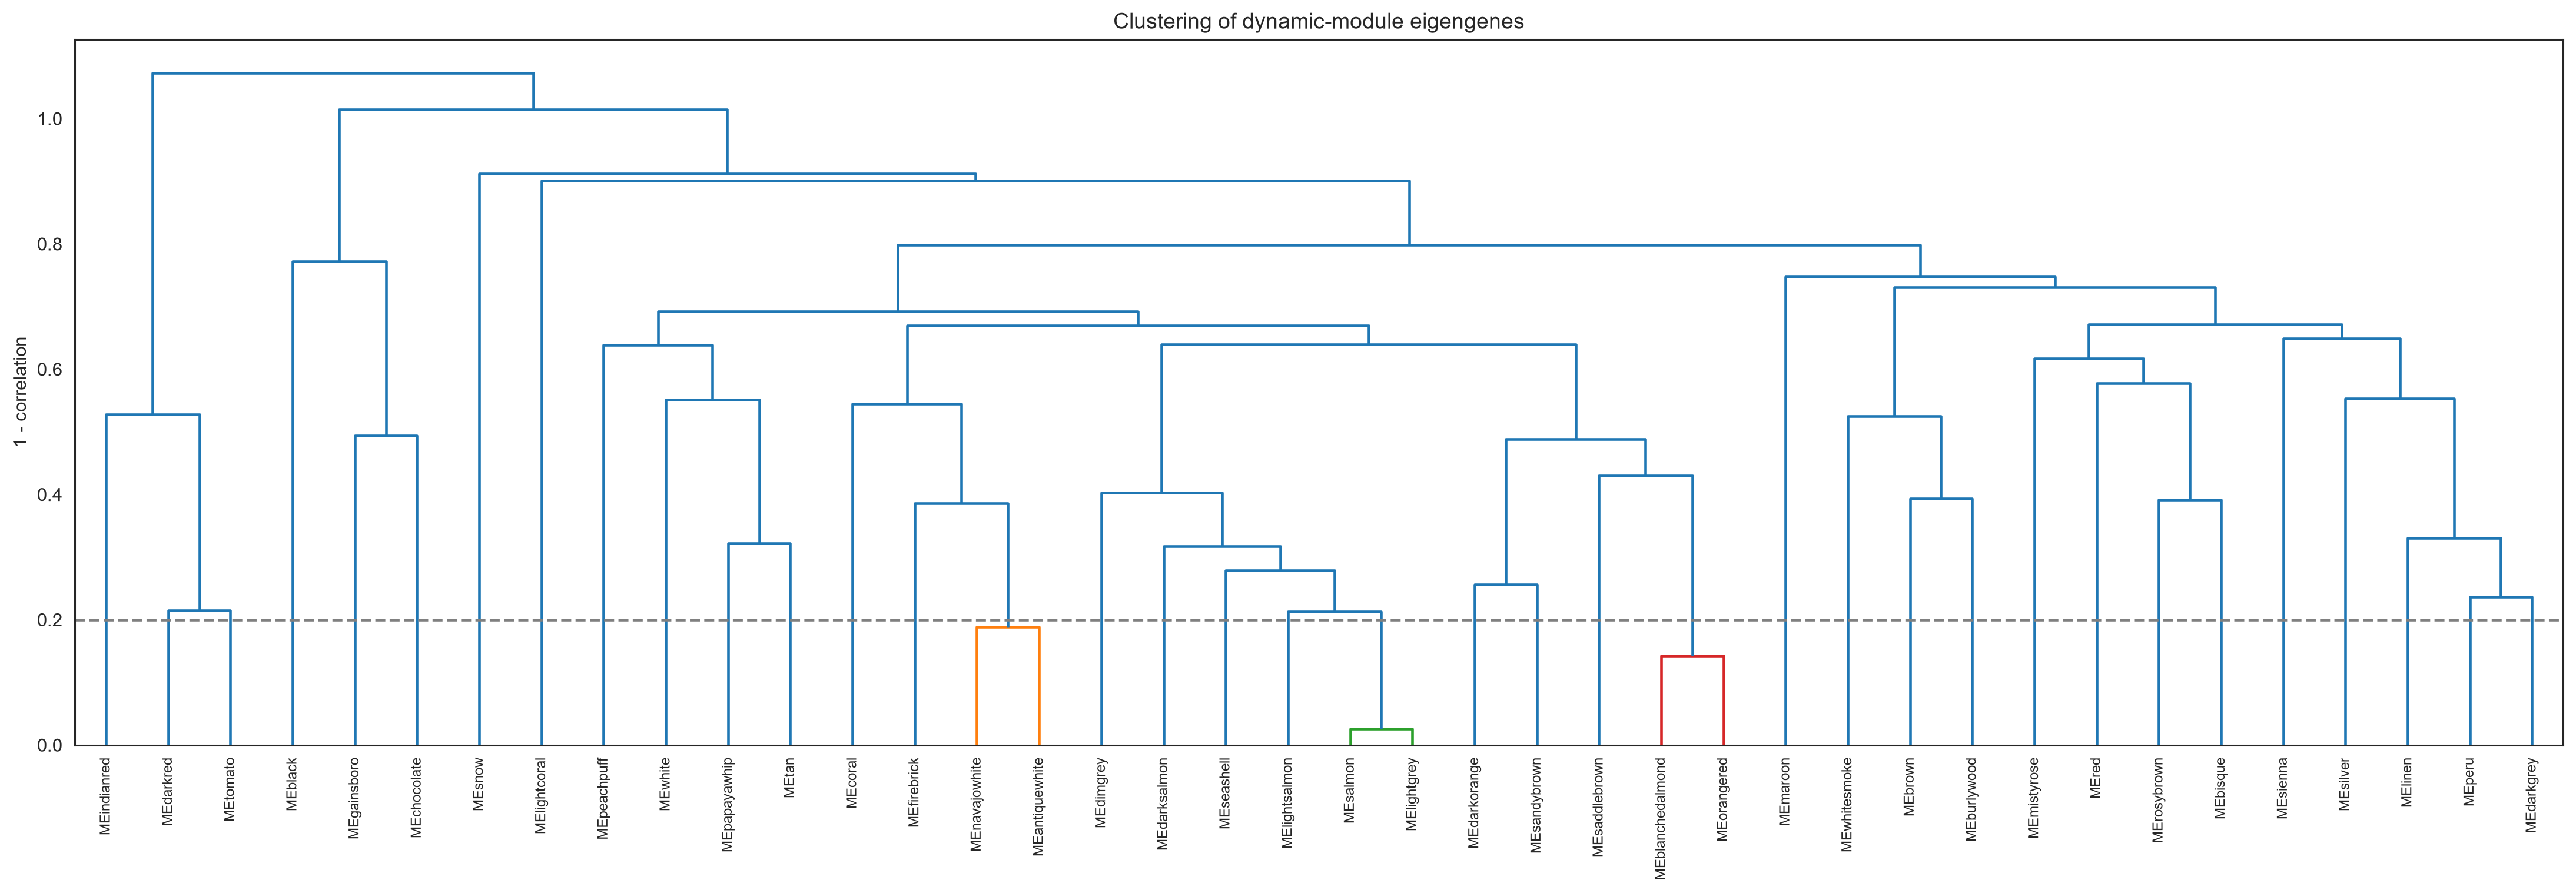 Clustering of dynamic-module eigengenes
1 - correlation
1.0
0.8
0.6
0.4
0.2
0.0
MEindianred
MEdarkred
MEtomato
MEblack
MEgainsboro
MEchocolate
MEsnow
MElightcoral
MEpeachpuff
MEwhite
MEpapayawhip
MEtan
MEcoral
MEfirebrick
MEnavajowhite
MEantiquewhite
MEdimgrey
MEdarksalmon
MEseashell
MElightsalmon
MEsalmon
MElightgrey
MEdarkorange
MEsandybrown
MEsaddlebrown
MEblanchedalmond
MEorangered
MEmaroon
MEwhitesmoke
MEbrown
MEburlywood
MEmistyrose
MEred
MErosybrown
MEbisque
MEsienna
MEsilver
MElinen
MEperu
MEdarkgrey